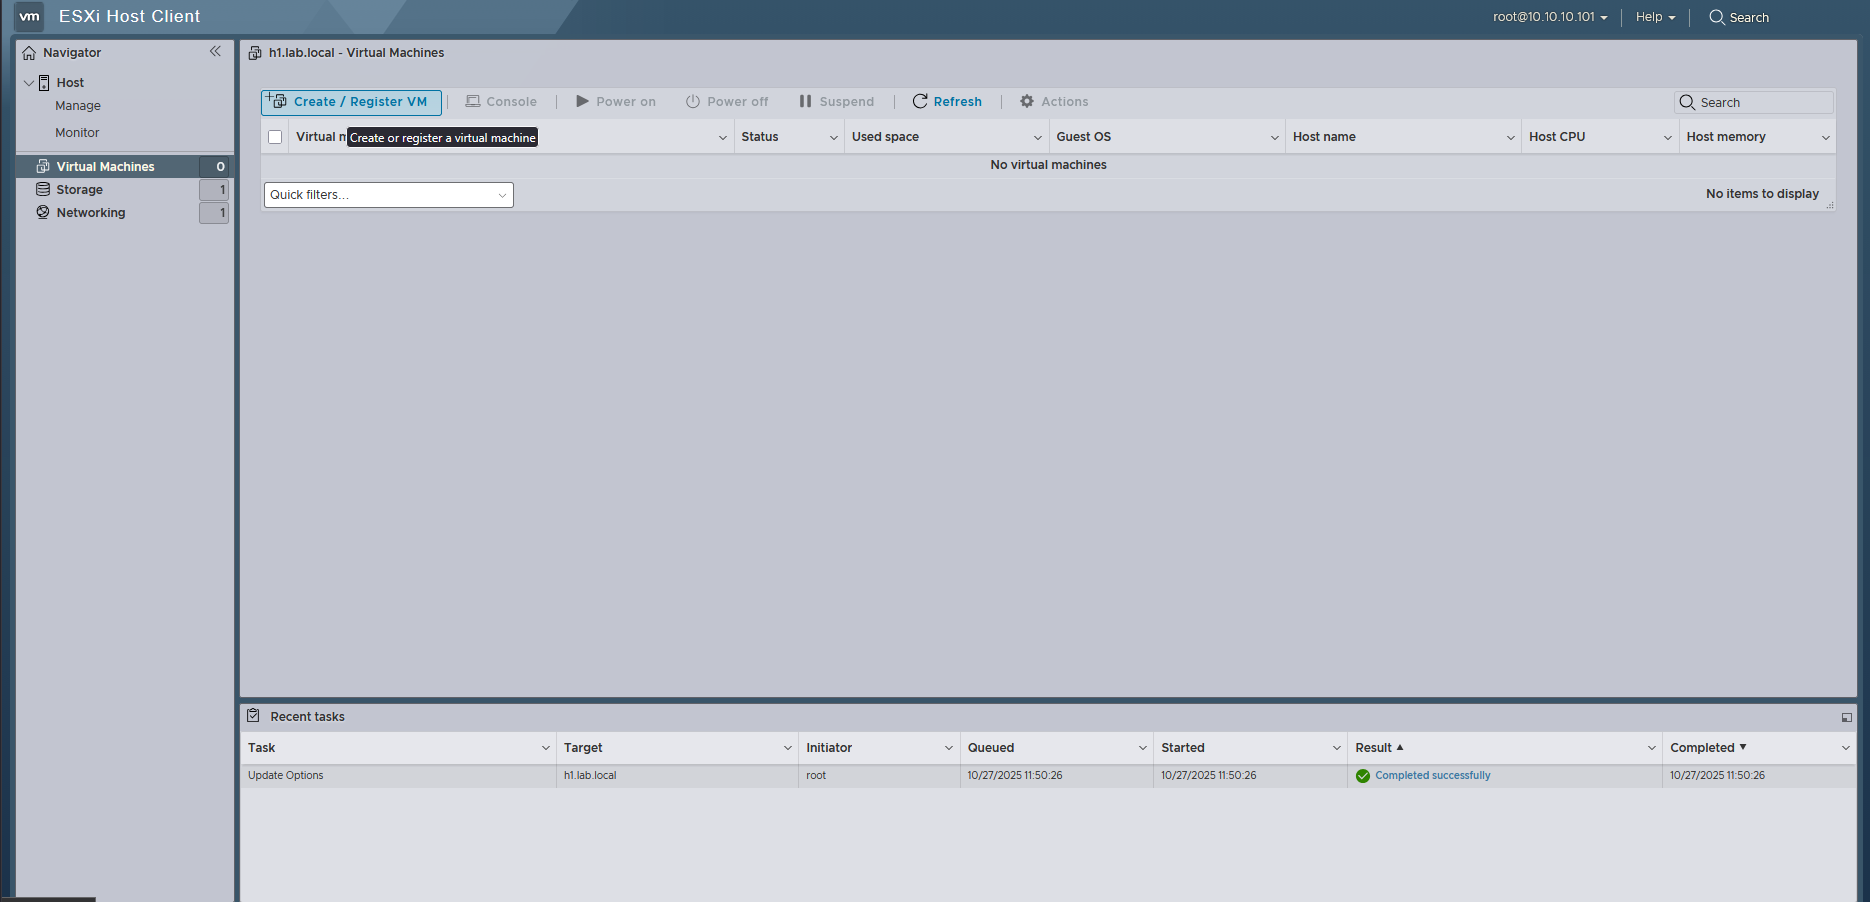 vm ESXi Host Client root@10.10.10.101 Help Search
Navigator
Host
Manage
Monitor
Virtual Machines 0
Storage 1
Networking 1
h1.lab.local - Virtual Machines
Create / Register VM Console Power on Power off Suspend Refresh Actions Search
Virtual Create or register a virtual machine Status Used space Guest OS Host name Host CPU Host memory
No virtual machines
Quick filters... No items to display
Recent tasks
Task Target Initiator Queued Started Result Completed
Update Options h1.lab.local root 10/27/2025 11:50:26 10/27/2025 11:50:26 Completed successfully 10/27/2025 11:50:26